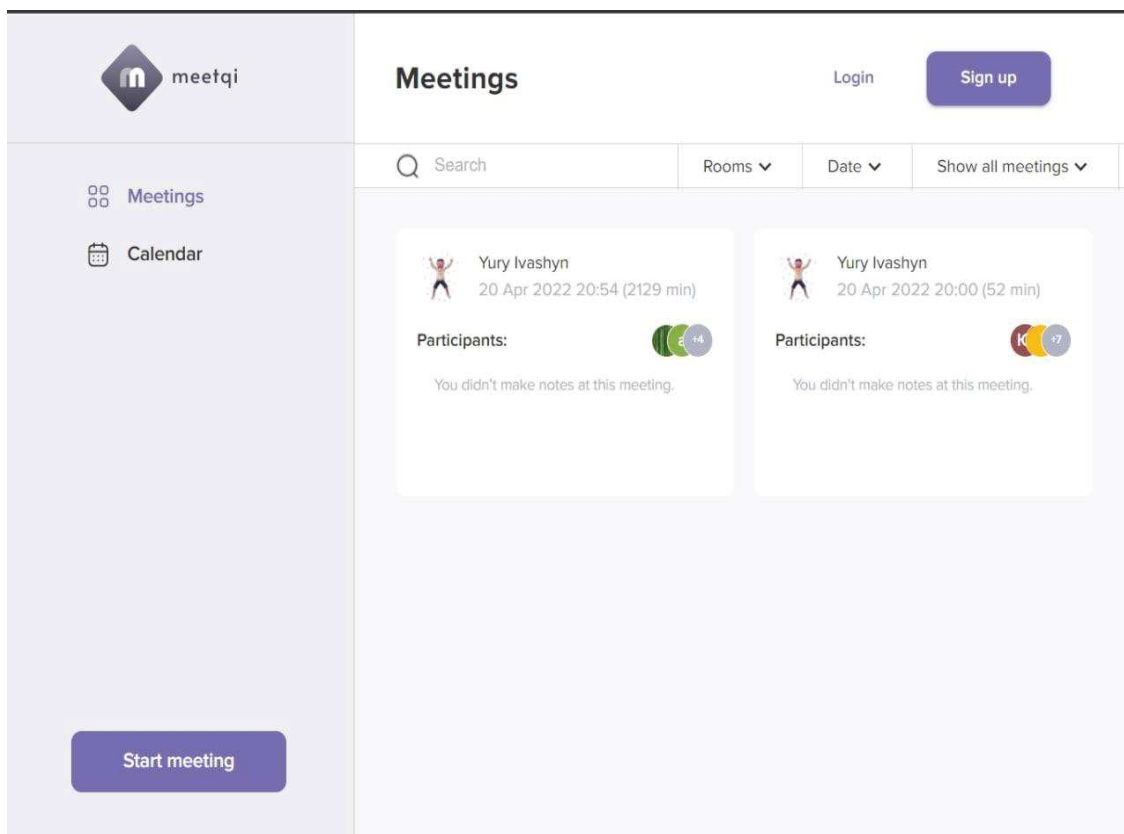 meetqi
Meetings
Login
Sign up
Search
Rooms
Date
Show all meetings
Meetings
Calendar
Yury Ivashyn
20 Apr 2022 20:54 (2129 min)
Participants:
a
+4
You didn't make notes at this meeting.
Yury Ivashyn
20 Apr 2022 20:00 (52 min)
Participants:
K
+7
You didn't make notes at this meeting.
Start meeting